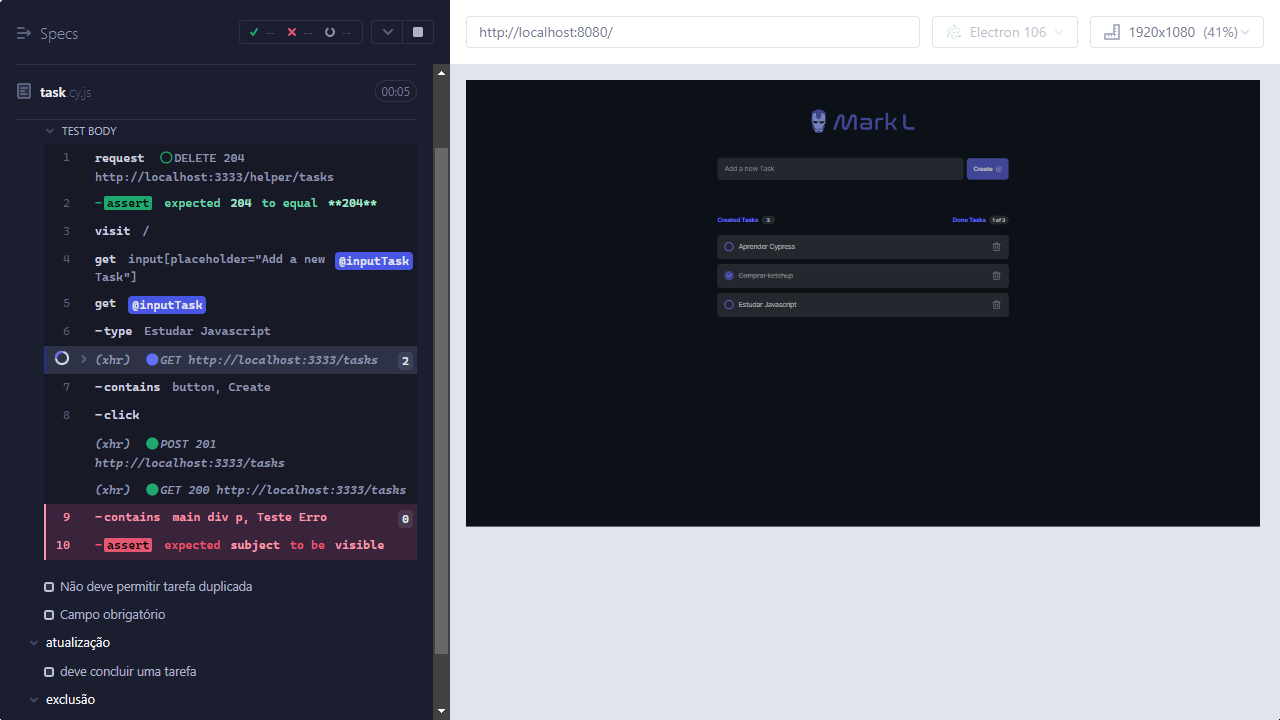 Specs
-- -- --
task.cy.js 00:05
TEST BODY
1 request DELETE 204
http://localhost:3333/helper/tasks
2 -assert expected 204 to equal **204**
3 visit /
4 get input[placeholder="Add a new @inputTask
Task"]
5 get @inputTask
6 -type Estudar Javascript
(xhr) GET http://localhost:3333/tasks 2
7 -contains button, Create
8 -click
(xhr) POST 201
http://localhost:3333/tasks
(xhr) GET 200 http://localhost:3333/tasks
9 -contains main div p, Teste Erro 0
10 -assert expected subject to be visible
Não deve permitir tarefa duplicada
Campo obrigatório
atualização
deve concluir uma tarefa
exclusão
http://localhost:8080/
Electron 106
1920x1080 (41%)
Mark L
Add a new Task
Create
Created Tasks 3
Done Tasks 1 of 3
Aprender Cypress
Comprar ketchup
Estudar Javascript